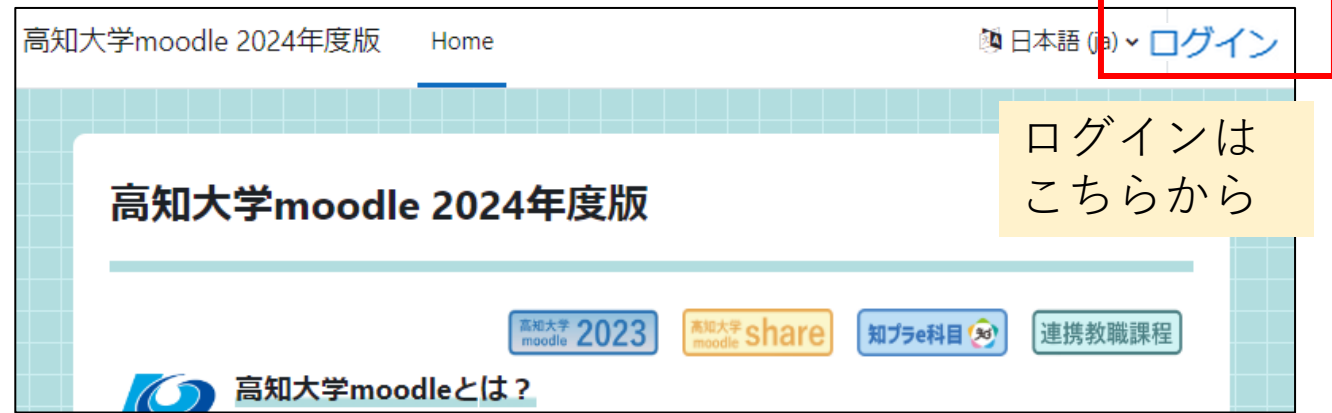 高知大学moodle 2024年度版 Home 日本語 (ja) ログイン
ログインは
こちらから
高知大学moodle 2024年度版
高知大学
moodle 2023
高知大学
moodle share
知プラe科目 知
連携教職課程
高知大学moodleとは？